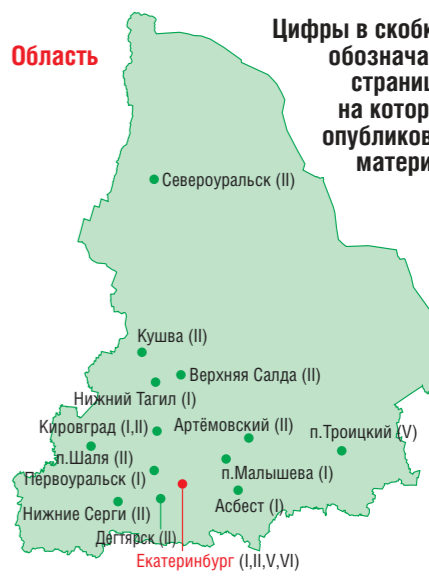 Область
Цифры в скобк
обознача
страниц
на котор
опубликов
матери
Североуральск (II)
Кушва (II)
Верхняя Салда (II)
Нижний Тагил (I)
Кировград (I,II)
Артёмовский (II)
п.Троицкий (V)
п.Шаля (II)
п.Малышева (I)
Первоуральск (I)
Асбест (I)
Нижние Серги (II)
Дегтярск (II)
Екатеринбург (I,II,V,VI)